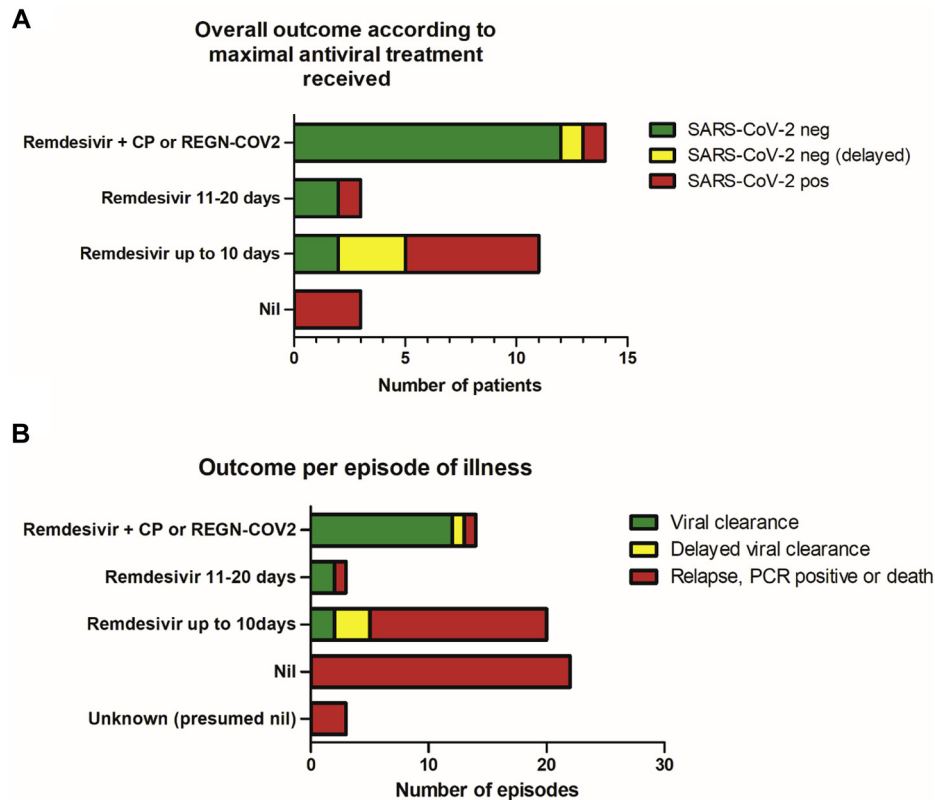 A
Overall outcome according to
maximal antiviral treatment
received
Remdesivir + CP or REGN-COV2
Remdesivir 11-20 days
Remdesivir up to 10 days
Nil
0
5
10
15
Number of patients
SARS-CoV-2 neg
SARS-CoV-2 neg (delayed)
SARS-CoV-2 pos
B
Outcome per episode of illness
Remdesivir + CP or REGN-COV2
Remdesivir 11-20 days
Remdesivir up to 10days
Nil
Unknown (presumed nil)
0
10
20
30
Number of episodes
Viral clearance
Delayed viral clearance
Relapse, PCR positive or death